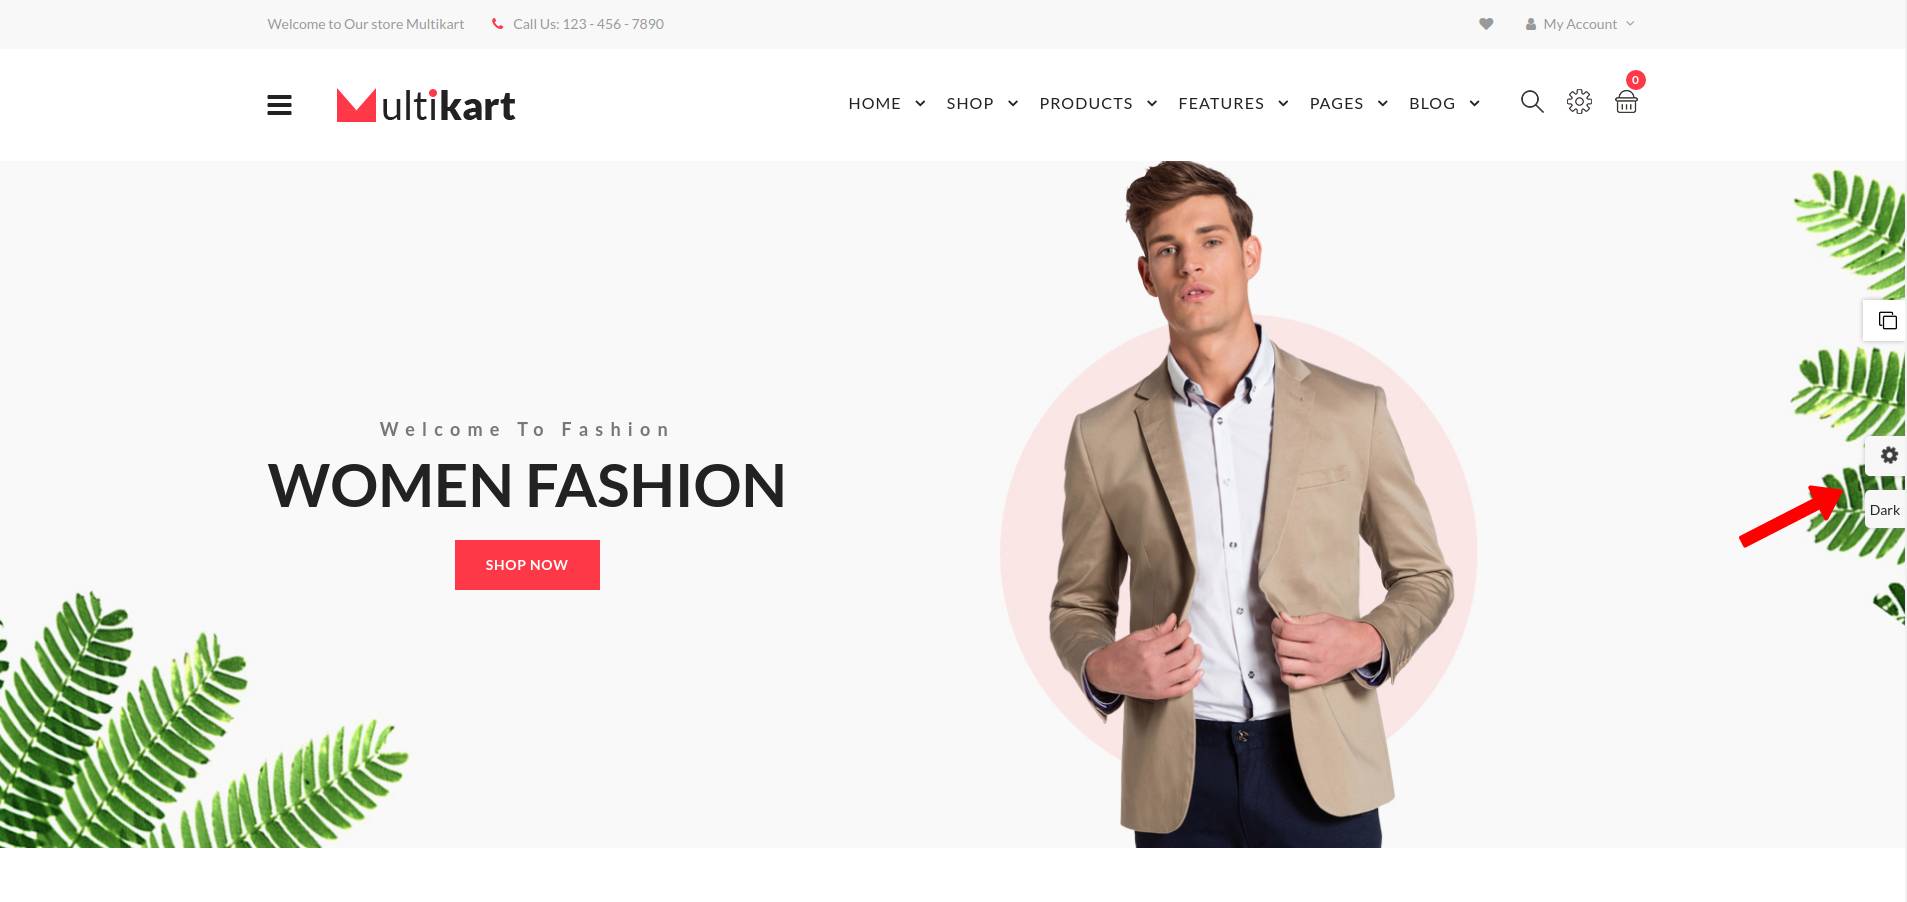 Welcome to Our store Multikart
Call Us: 123 - 456 - 7890
My Account
Multikart
HOME
SHOP
PRODUCTS
FEATURES
PAGES
BLOG
0
Welcome To Fashion
WOMEN FASHION
SHOP NOW
Dark